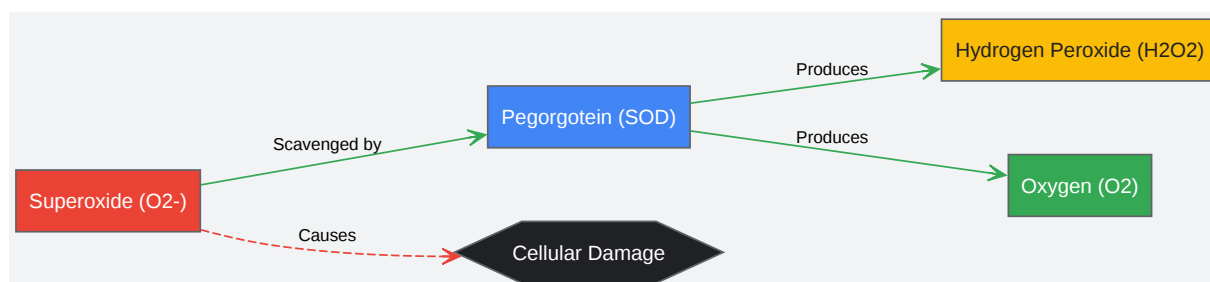 Hydrogen Peroxide (H2O2)
Produces
Pegorgotein (SOD)
Scavenged by
Produces
Superoxide (O2-)
Oxygen (O2)
Causes
Cellular Damage